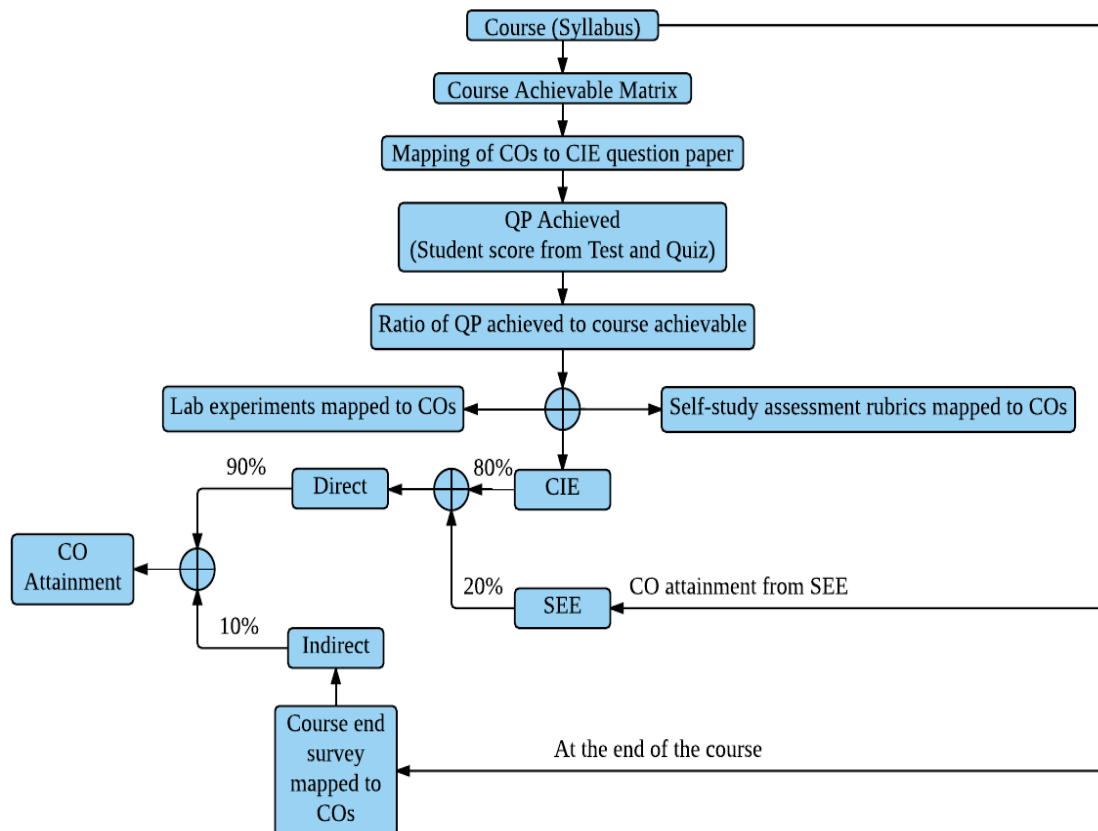 Course (Syllabus)
Course Achievable Matrix
Mapping of COs to CIE question paper
QP Achieved
(Student score from Test and Quiz)
Ratio of QP achieved to course achievable
Lab experiments mapped to COs
Self-study assessment rubrics mapped to COs
90%
Direct
80%
CIE
CO
Attainment
20%
SEE
CO attainment from SEE
10%
Indirect
Course end
survey
mapped to
COs
At the end of the course